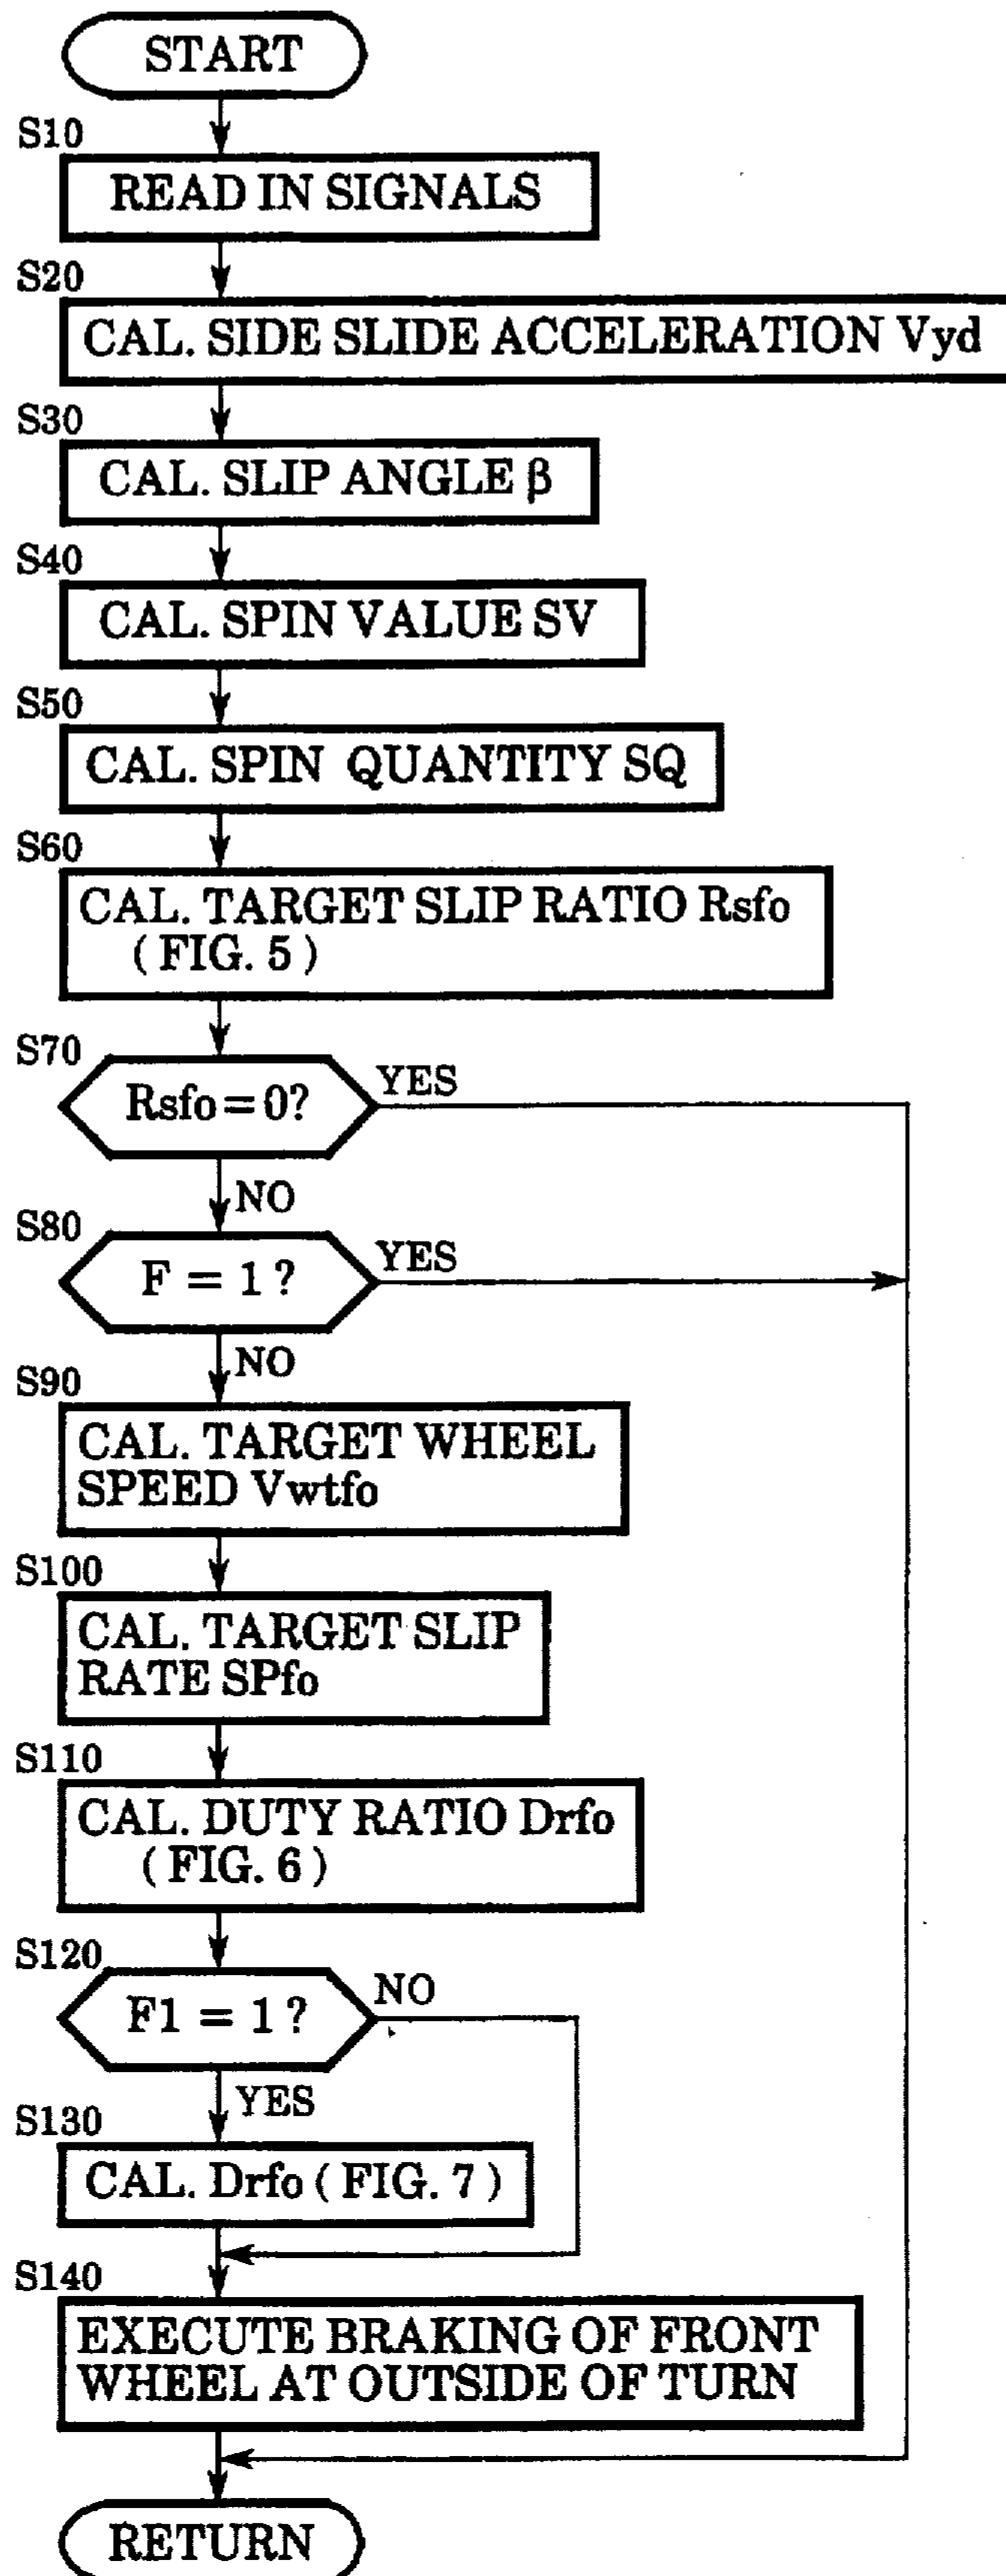 START
S10
READ IN SIGNALS
S20
CAL. SIDE SLIDE ACCELERATION Vyd
S30
CAL. SLIP ANGLE β
S40
CAL. SPIN VALUE SV
S50
CAL. SPIN QUANTITY SQ
S60
CAL. TARGET SLIP RATIO Rsfo
( FIG. 5 )
S70
Rsfo = 0?
YES
NO
S80
F = 1 ?
YES
NO
S90
CAL. TARGET WHEEL
SPEED Vwtfo
S100
CAL. TARGET SLIP
RATE SPfo
S110
CAL. DUTY RATIO Drfo
( FIG. 6 )
S120
F1 = 1 ?
NO
YES
S130
CAL. Drfo ( FIG. 7 )
S140
EXECUTE BRAKING OF FRONT
WHEEL AT OUTSIDE OF TURN
RETURN